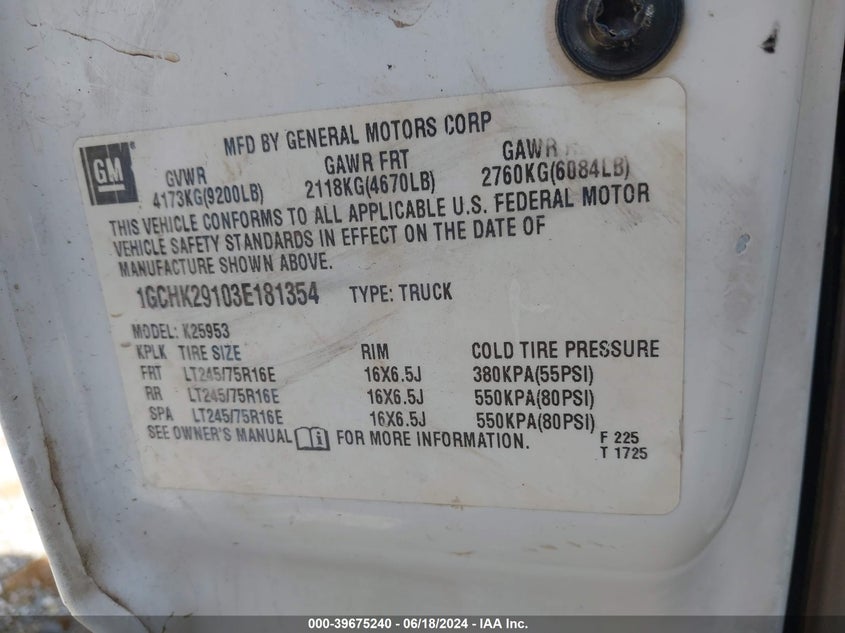 MFD BY GENERAL MOTORS CORP
GM
GVWR GAWR FRT GAWR
4173KG(9200LB) 2118KG(4670LB) 2760KG(6084LB)
THIS VEHICLE CONFORMS TO ALL APPLICABLE U.S. FEDERAL MOTOR
VEHICLE SAFETY STANDARDS IN EFFECT ON THE DATE OF
MANUFACTURE SHOWN ABOVE.
1GCHK29103E181354 TYPE: TRUCK
MODEL: K25953
KPLK TIRE SIZE RIM COLD TIRE PRESSURE
FRT LT245/75R16E 16X6.5J 380KPA(55PSI)
RR LT245/75R16E 16X6.5J 550KPA(80PSI)
SPA LT245/75R16E 16X6.5J 550KPA(80PSI)
SEE OWNER'S MANUAL FOR MORE INFORMATION.
F 225
T 1725
000-39675240 - 06/18/2024 - IAA Inc.